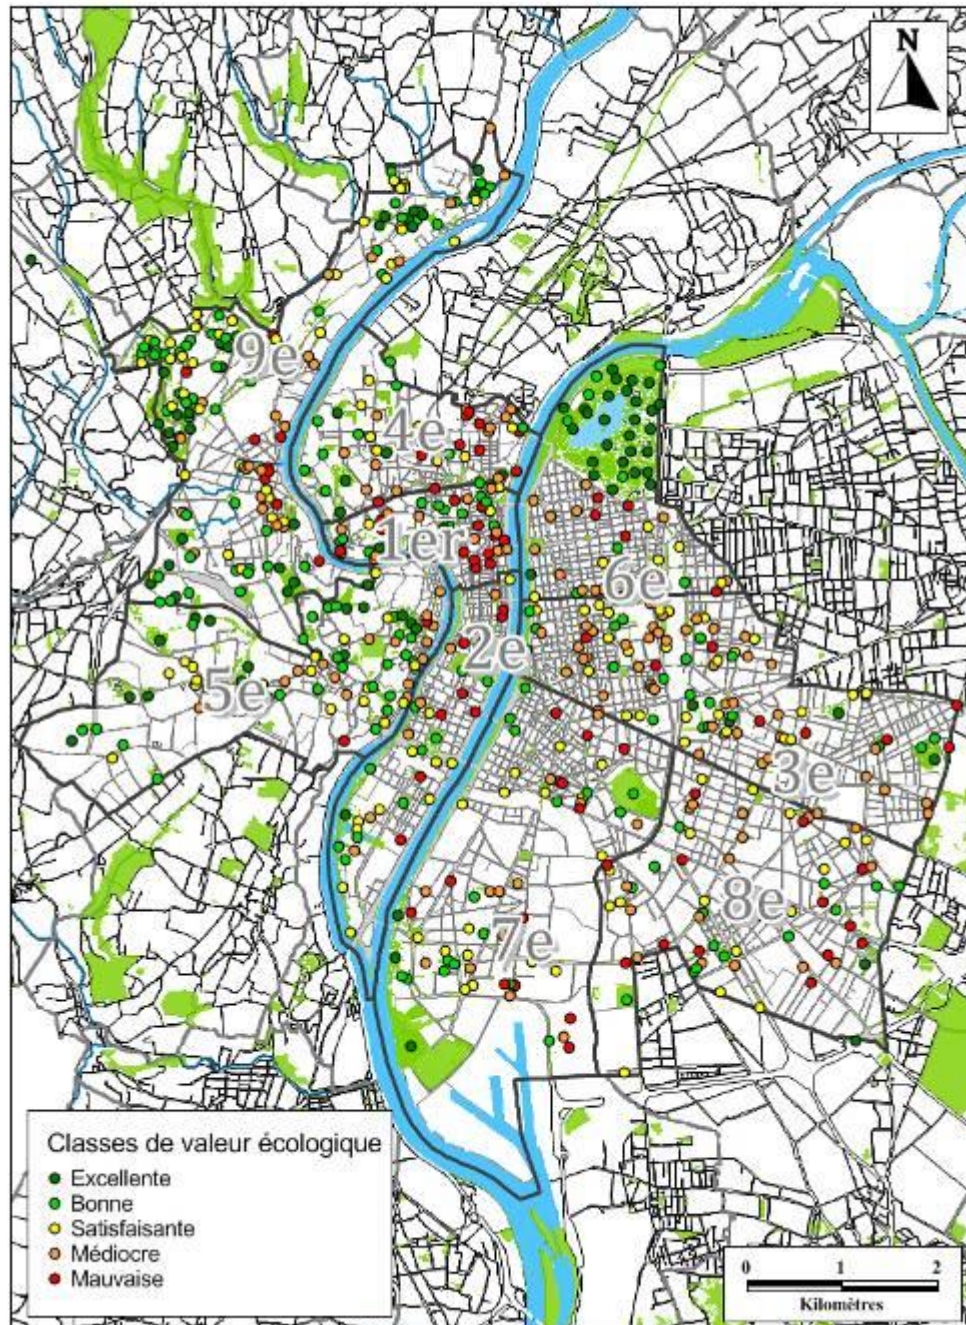 N
9e
4e
1er
6e
2e
5e
3e
8e
7e
Classes de valeur écologique
Excellente
Bonne
Satisfaisante
Médiocre
Mauvaise
0 1 2
Kilomètres